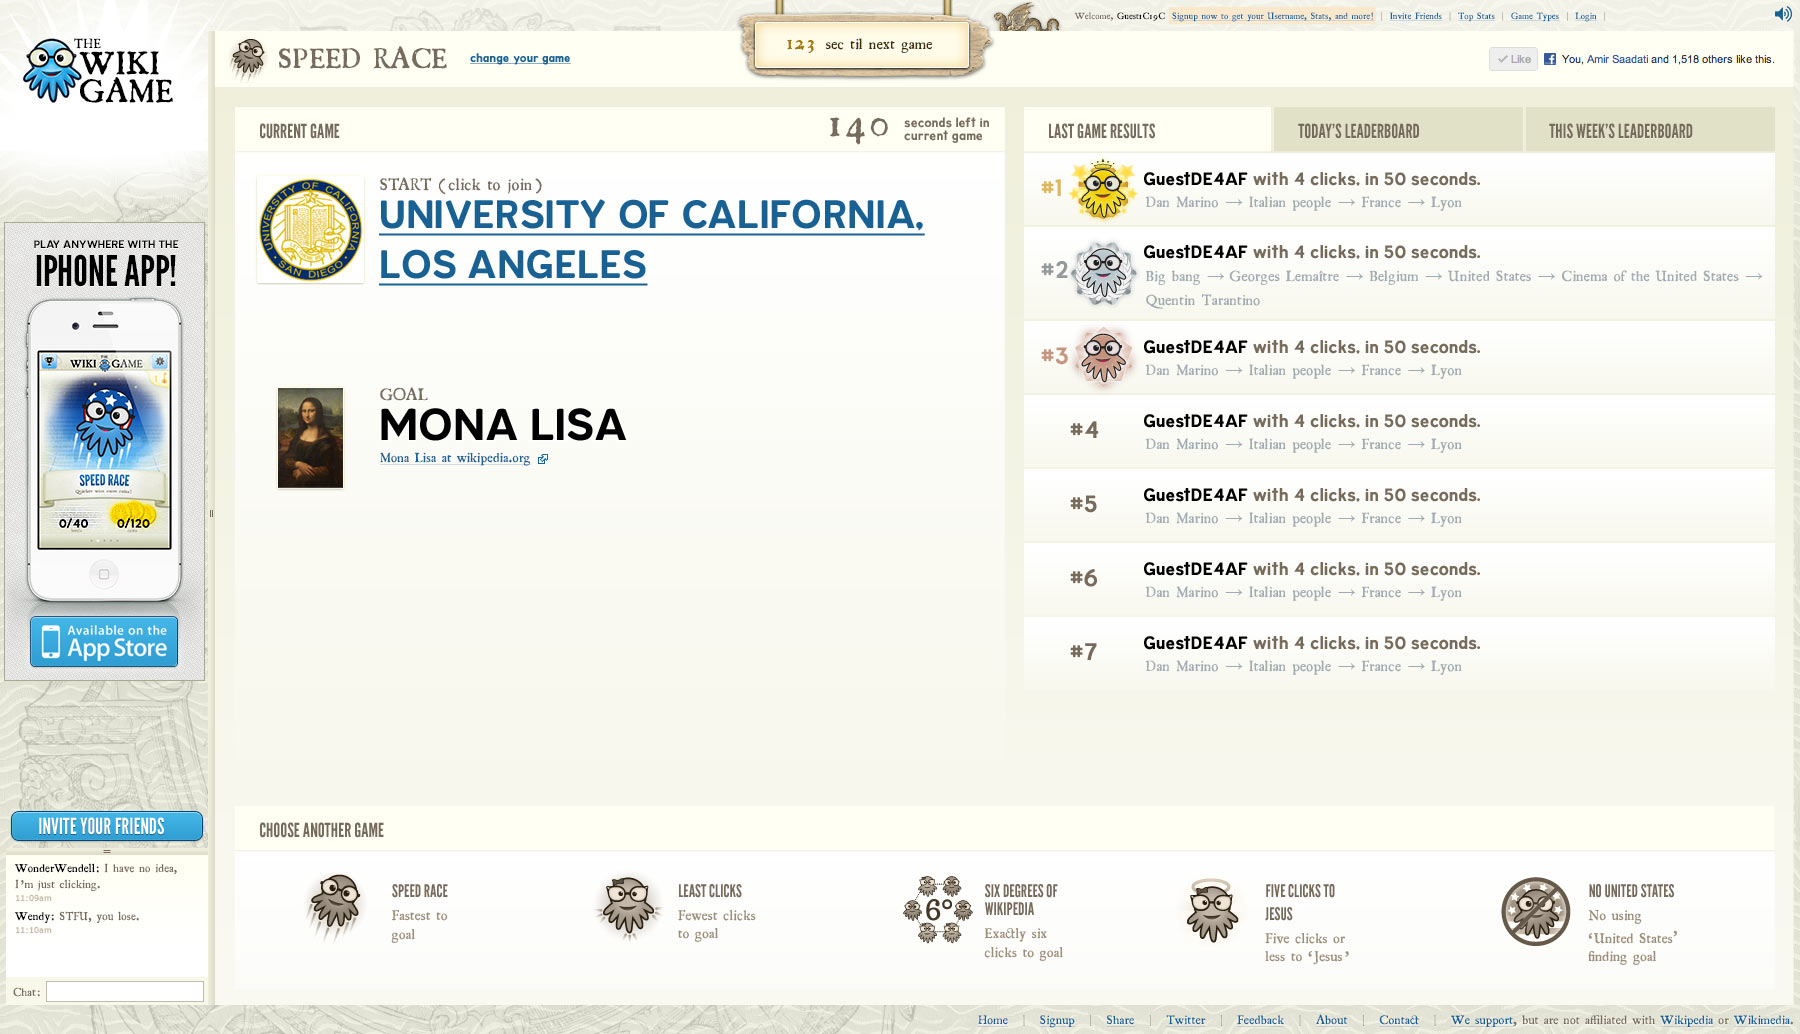 THE
WIKI
GAME
SPEED RACE
change your game
123 sec til next game
Welcome, Guest1C19C Signup now to get your Username, Stats, and more! | Invite Friends | Top Stats | Game Types | Login |
Like
You, Amir Saadati and 1,518 others like this.
PLAY ANYWHERE WITH THE
IPHONE APP!
THE
WIKI GAME
SPEED RACE
0/40 0/120
Available on the
App Store
INVITE YOUR FRIENDS
WonderWendell: I have no idea,
I'm just clicking.
11:09am
Wendy: STFU, you lose.
11:10am
Chat:
CURRENT GAME
140 seconds left in
current game
UNIVERSITY OF CALIFORNIA
SAN DIEGO
START (click to join)
UNIVERSITY OF CALIFORNIA,
LOS ANGELES
GOAL
MONA LISA
Mona Lisa at wikipedia.org
LAST GAME RESULTS
TODAY'S LEADERBOARD
THIS WEEK'S LEADERBOARD
#1 GuestDE4AF with 4 clicks, in 50 seconds.
Dan Marino → Italian people → France → Lyon
#2 GuestDE4AF with 4 clicks, in 50 seconds.
Big bang → Georges Lemaître → Belgium → United States → Cinema of the United States →
Quentin Tarantino
#3 GuestDE4AF with 4 clicks, in 50 seconds.
Dan Marino → Italian people → France → Lyon
#4 GuestDE4AF with 4 clicks, in 50 seconds.
Dan Marino → Italian people → France → Lyon
#5 GuestDE4AF with 4 clicks, in 50 seconds.
Dan Marino → Italian people → France → Lyon
#6 GuestDE4AF with 4 clicks, in 50 seconds.
Dan Marino → Italian people → France → Lyon
#7 GuestDE4AF with 4 clicks, in 50 seconds.
Dan Marino → Italian people → France → Lyon
CHOOSE ANOTHER GAME
SPEED RACE
Fastest to
goal
LEAST CLICKS
Fewest clicks
to goal
6°
SIX DEGREES OF
WIKIPEDIA
Exactly six
clicks to goal
FIVE CLICKS TO
JESUS
Five clicks or
less to ‘Jesus’
NO UNITED STATES
No using
‘United States’
finding goal
Home | Signup | Share | Twitter | Feedback | About | Contact | We support, but are not affiliated with Wikipedia or Wikimedia.